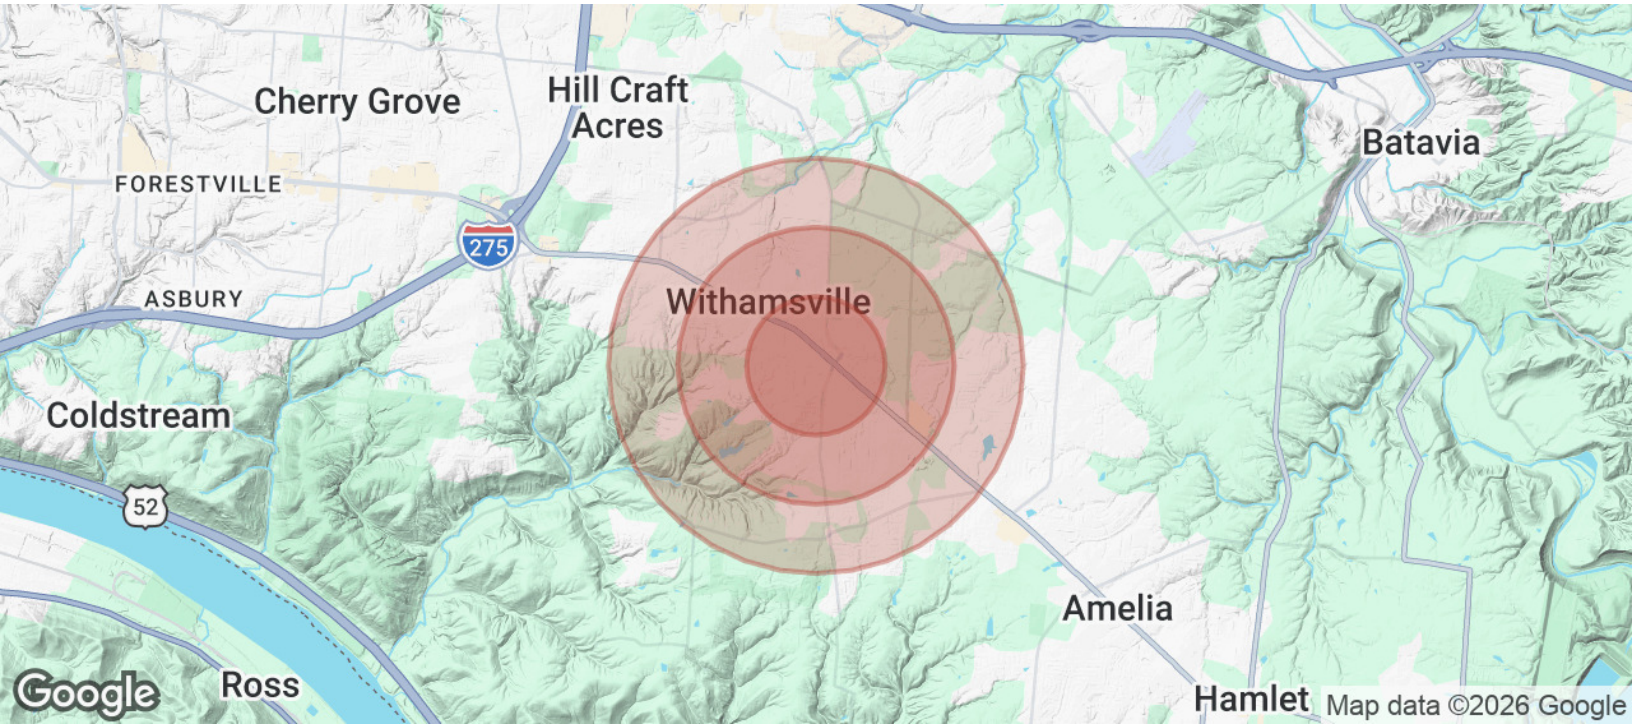 Hill Craft
Acres
Cherry Grove
Batavia
FORESTVILLE
275
ASBURY
Withamsville
Coldstream
52
Amelia
Ross
Google
Hamlet
Map data ©2026 Google